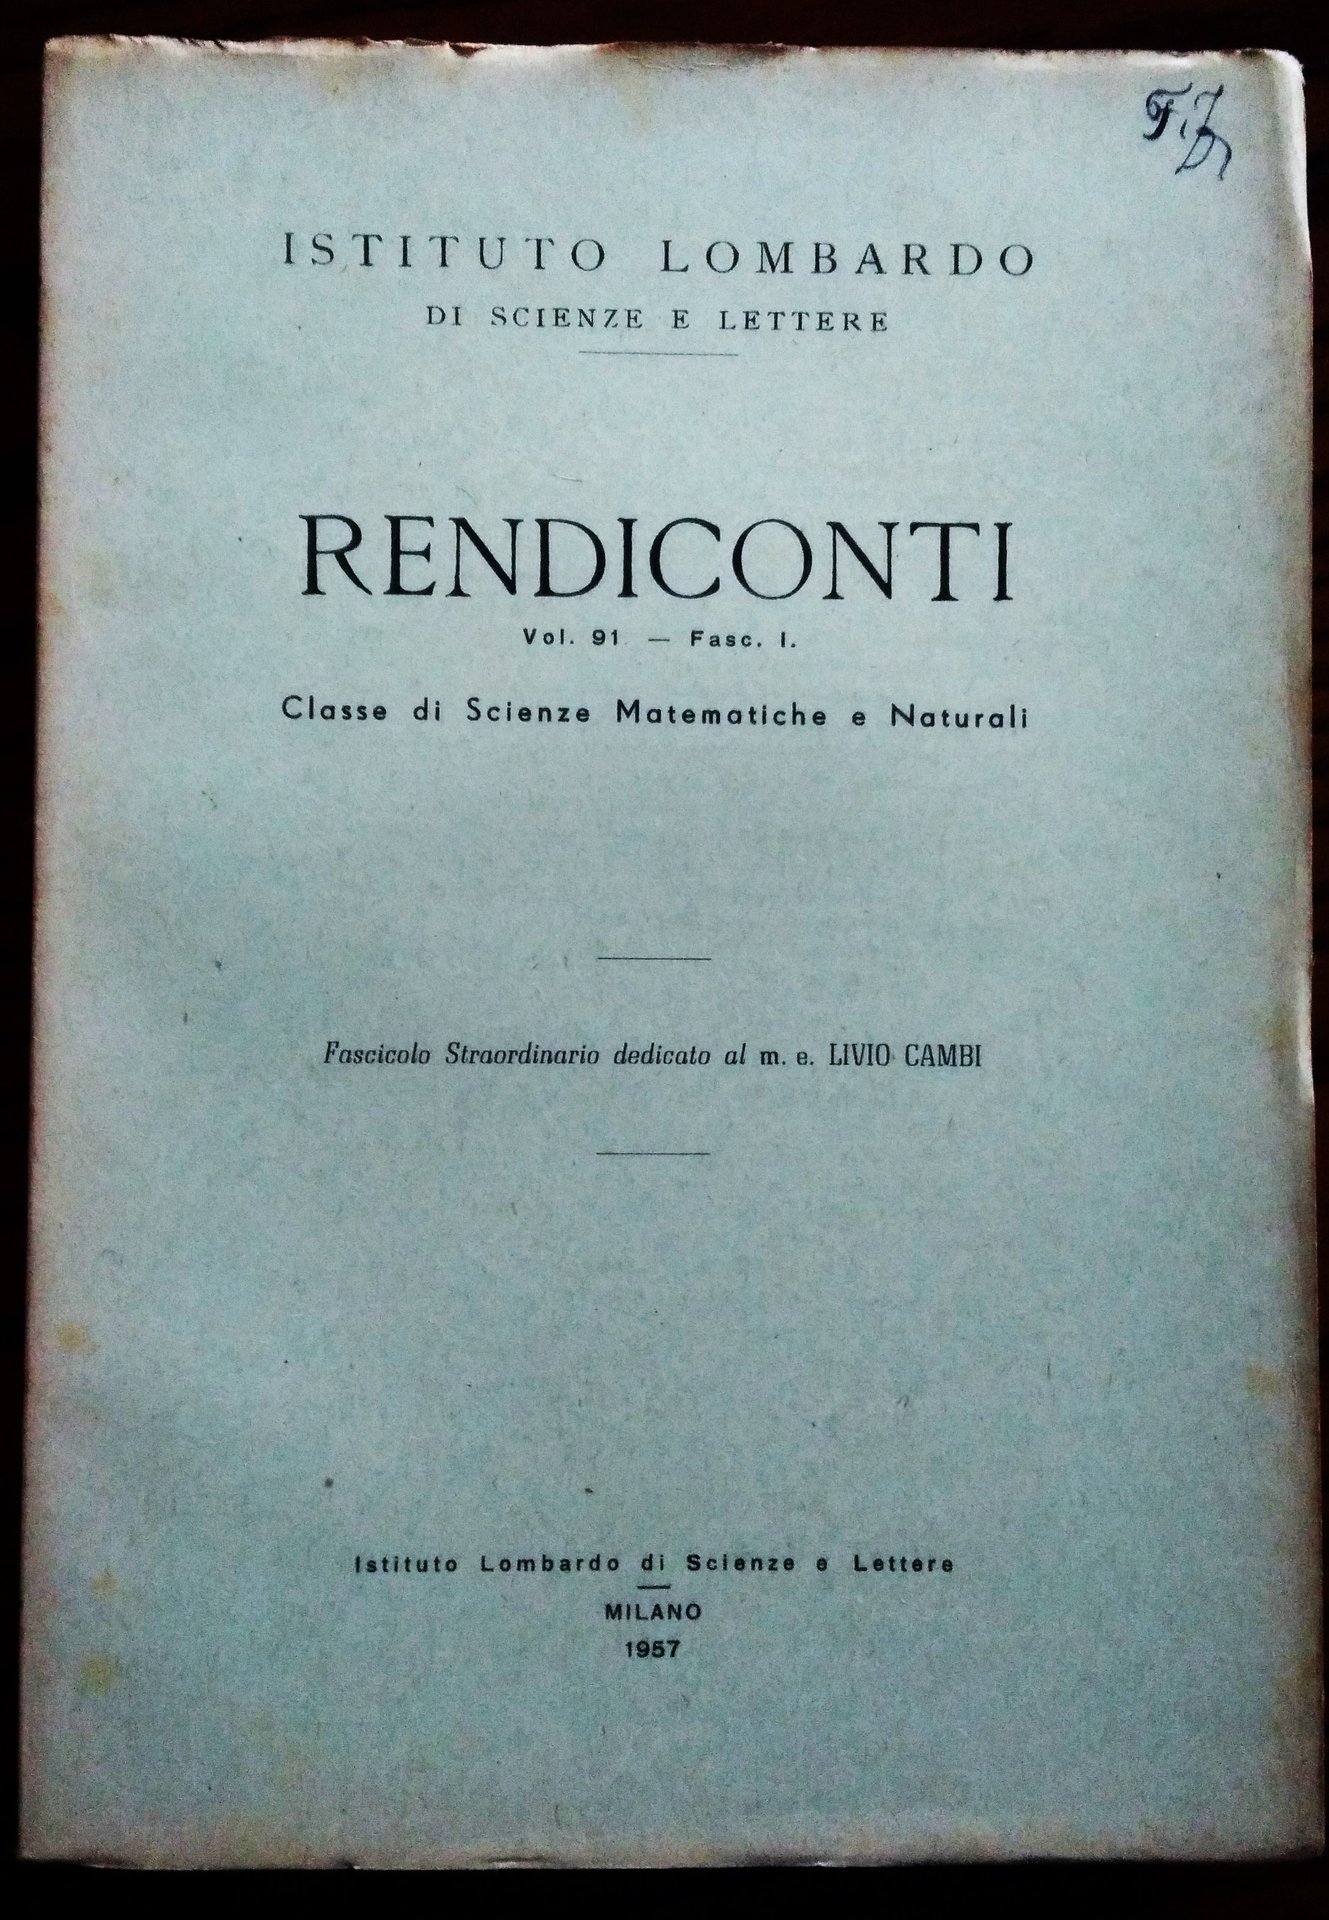 ISTITUTO LOMBARDO
DI SCIENZE E LETTERE
RENDICONTI
Vol. 91 — Fasc. I.
Classe di Scienze Matematiche e Naturali
Fascicolo Straordinario dedicato al m. e. LIVIO CAMBI
Istituto Lombardo di Scienze e Lettere
MILANO
1957